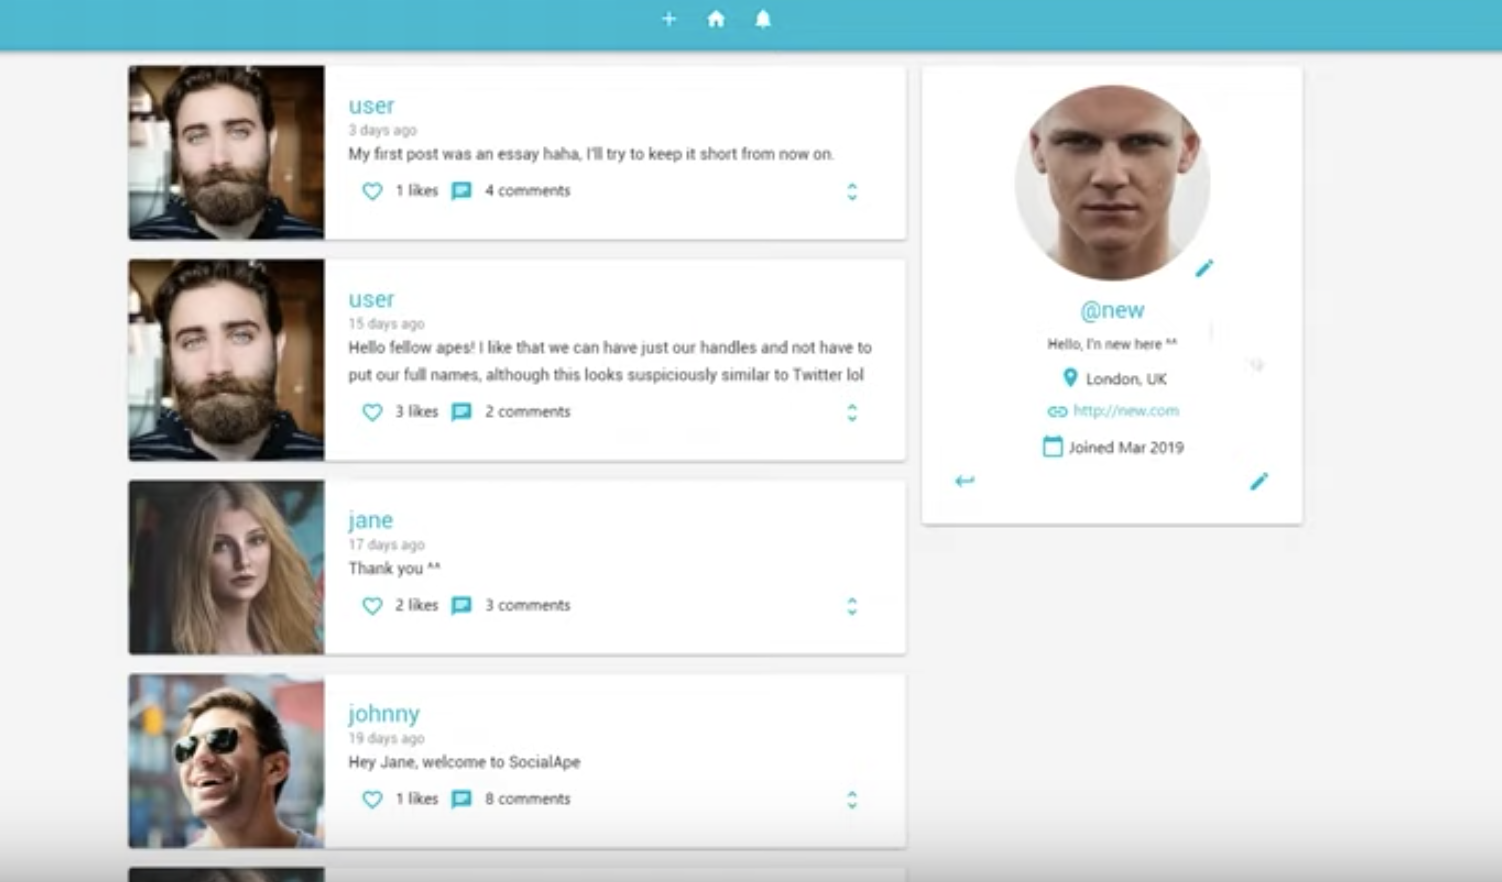 user
3 days ago
My first post was an essay haha, I'll try to keep it short from now on.
1 likes 4 comments
user
15 days ago
Hello fellow apes! I like that we can have just our handles and not have to
put our full names, although this looks suspiciously similar to Twitter lol
3 likes 2 comments
jane
17 days ago
Thank you ^^
2 likes 3 comments
johnny
19 days ago
Hey Jane, welcome to SocialApe
1 likes 8 comments
@new
Hello, I'n new here ^^
London, UK
http://new.com
Joined Mar 2019